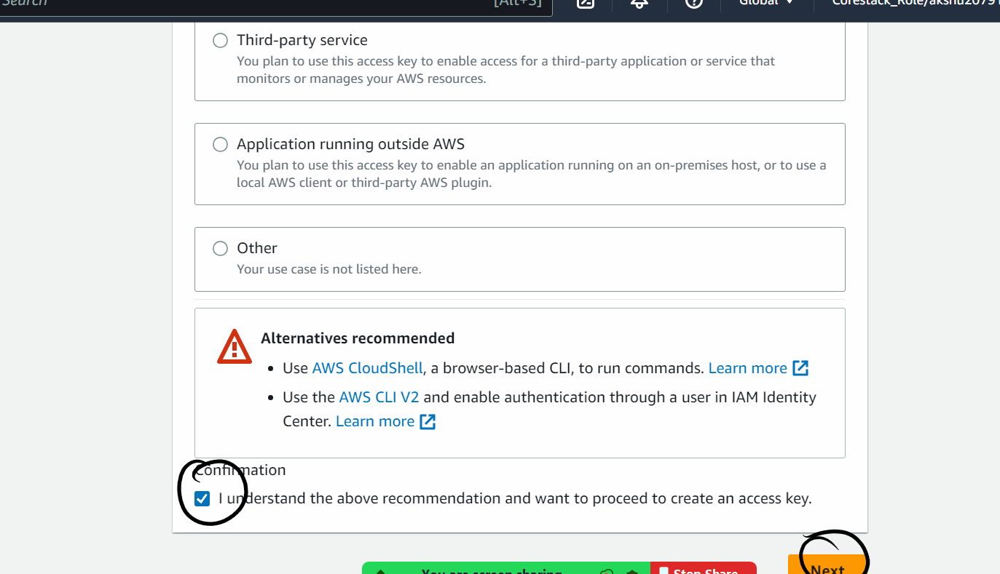 Search [Alt+S] Global Corestack_Role/akshu2079
Third-party service
You plan to use this access key to enable access for a third-party application or service that
monitors or manages your AWS resources.
Application running outside AWS
You plan to use this access key to enable an application running on an on-premises host, or to use a
local AWS client or third-party AWS plugin.
Other
Your use case is not listed here.
Alternatives recommended
• Use AWS CloudShell, a browser-based CLI, to run commands. Learn more
• Use the AWS CLI V2 and enable authentication through a user in IAM Identity
Center. Learn more
Confirmation
I understand the above recommendation and want to proceed to create an access key.
Next
You are screen sharing Stop Share